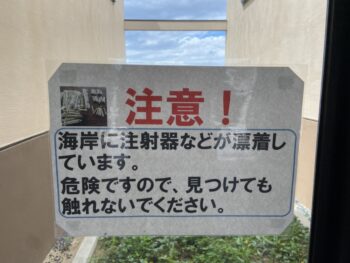 注意！
海岸に注射器などが漂着し
ています。
危険ですので、見つけても
触れないでください。